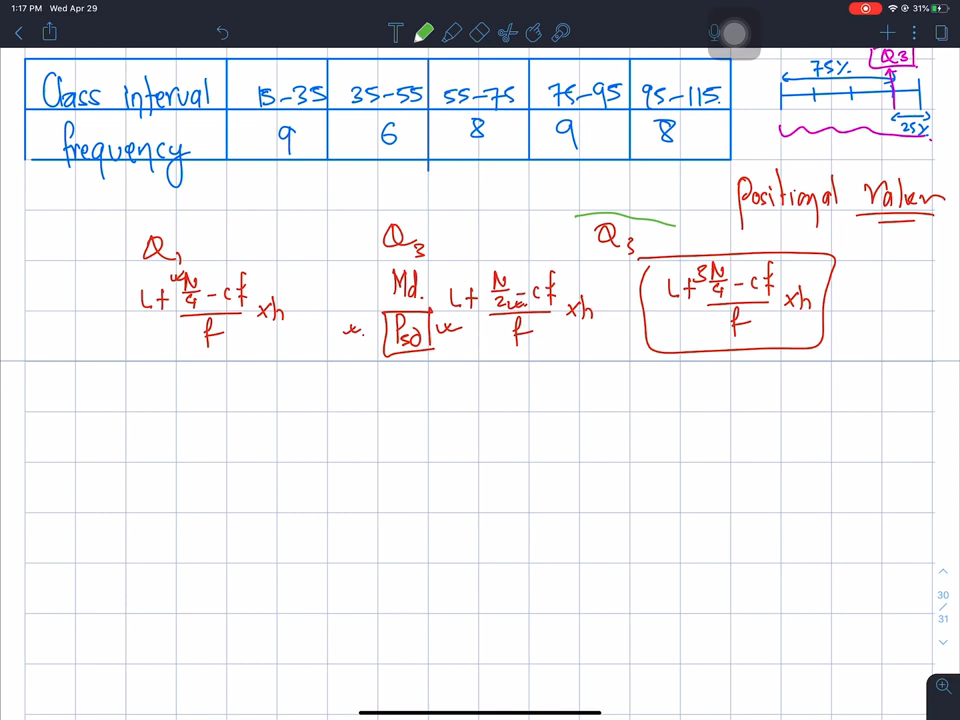 1:17 PM Wed Apr 29
31%
Class interval 15-35 35-55 55-75 75-95 95-115.
frequency 9 6 8 9 8
Q3
75%
25%
Positional Value
Q1 Q3 Q3
L+ N/4 - cf / f ×h
Md. L+ N/2 - cf / f ×h
P50
L+ 3N/4 - cf / f ×h
30
/
31